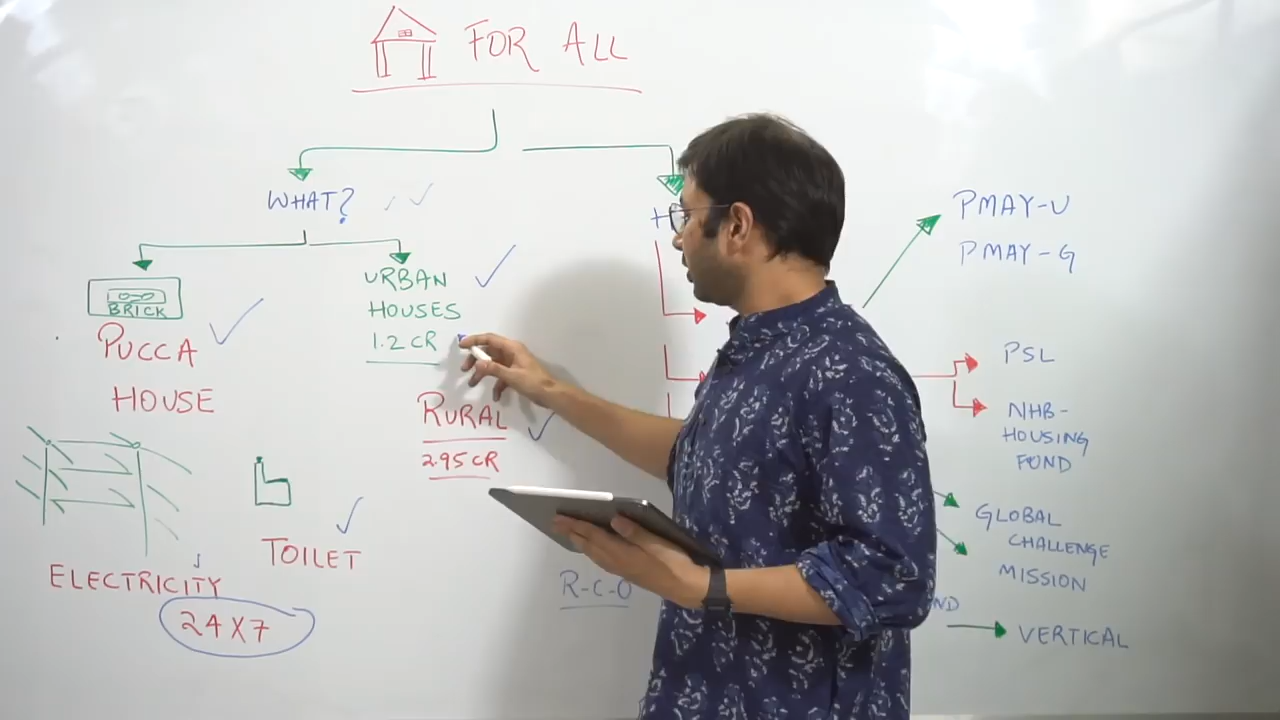 FOR ALL
WHAT?
BRICK
PUCCA
HOUSE
URBAN
HOUSES
1.2 CR
RURAL
2.95 CR
ELECTRICITY
24X7
TOILET
R-C-O
PMAY-U
PMAY-G
PSL
NHB-
HOUSING
FUND
GLOBAL
CHALLENGE
MISSION
VERTICAL